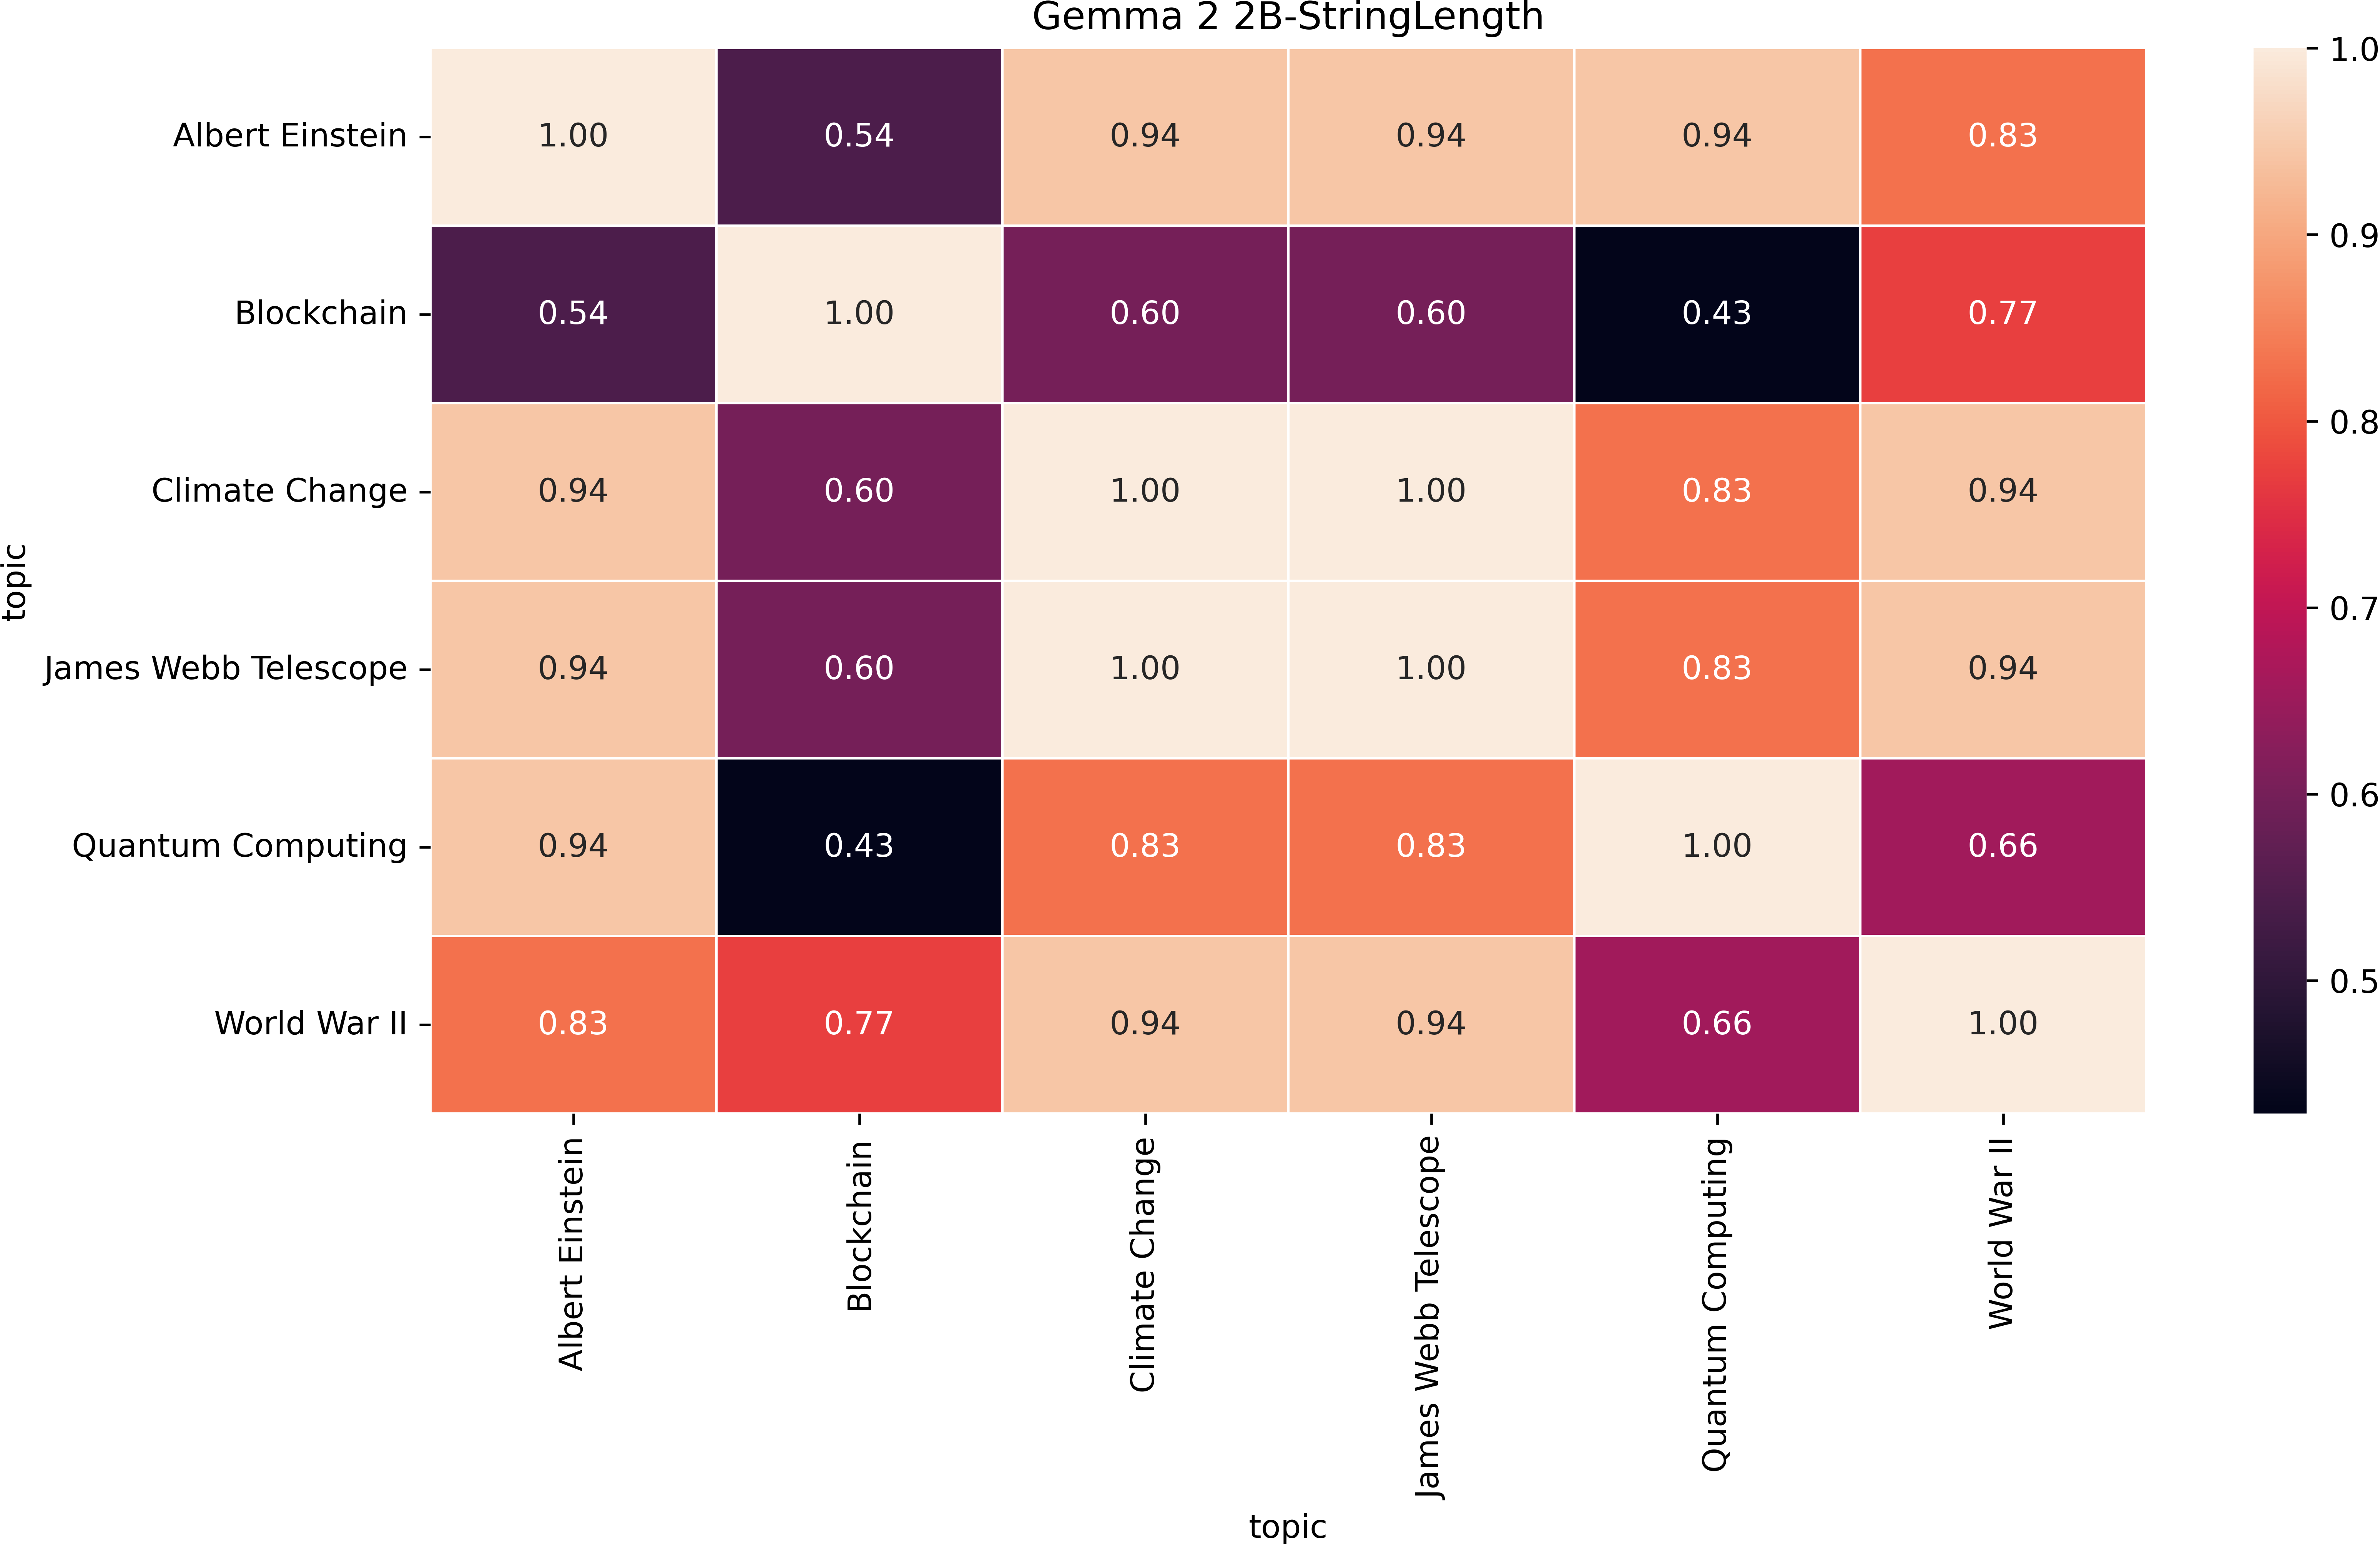 Gemma 2 2B-StringLength
1.0
Albert Einstein 1.00 0.54 0.94 0.94 0.94 0.83
0.9
Blockchain 0.54 1.00 0.60 0.60 0.43 0.77
0.8
Climate Change 0.94 0.60 1.00 1.00 0.83 0.94
topic
0.7
James Webb Telescope 0.94 0.60 1.00 1.00 0.83 0.94
0.6
Quantum Computing 0.94 0.43 0.83 0.83 1.00 0.66
0.5
World War II 0.83 0.77 0.94 0.94 0.66 1.00
Albert Einstein
Blockchain
Climate Change
James Webb Telescope
Quantum Computing
World War II
topic